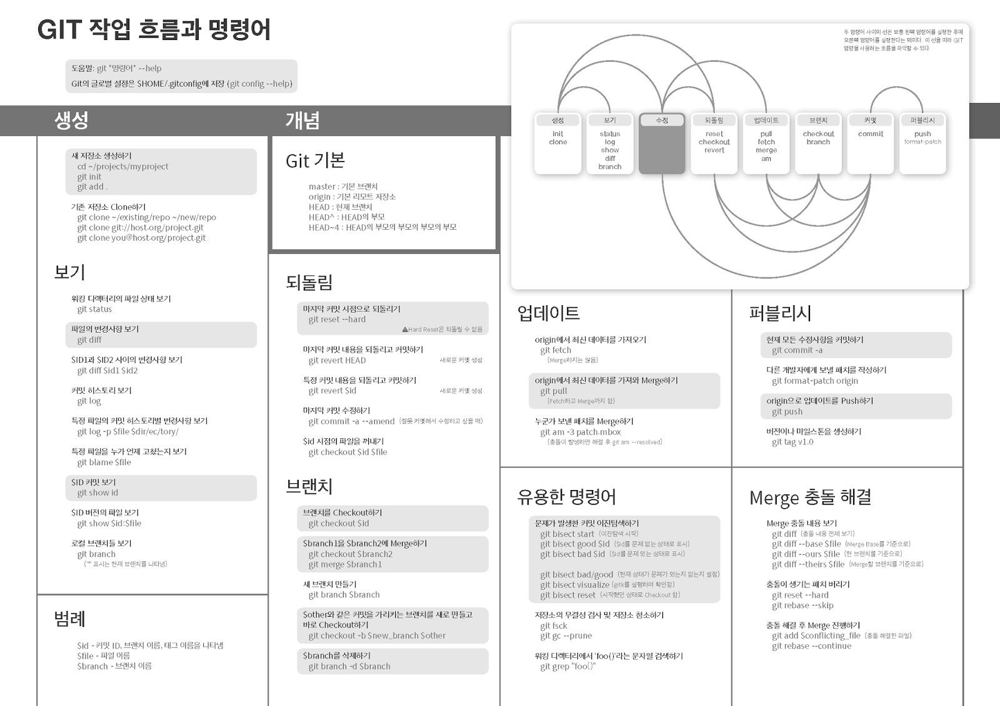 GIT 작업 흐름과 명령어
도움말: git "명령어" --help
Git의 글로벌 설정은 $HOME/.gitconfig에 저장 (git config --help)
두 명령어 사이의 선은 보통 왼쪽 명령어를 실행한 후에
오른쪽 명령어를 실행한다는 의미다. 이 선을 따라 GIT
명령을 사용하는 흐름을 파악할 수 있다.
생성
init
clone
보기
status
log
show
diff
branch
수정
되돌림
reset
checkout
revert
업데이트
pull
fetch
merge
am
브랜치
checkout
branch
커밋
commit
퍼블리시
push
format-patch
생성
새 저장소 생성하기
cd ~/projects/myproject
git init
git add .
기존 저장소 Clone하기
git clone ~/existing/repo ~/new/repo
git clone git://host.org/project.git
git clone you@host.org/project.git
보기
워킹 디렉터리의 파일 상태 보기
git status
파일의 변경사항 보기
git diff
$ID1과 $ID2 사이의 변경사항 보기
git diff $id1 $id2
커밋 히스토리 보기
git log
특정 파일의 커밋 히스토리별 변경사항 보기
git log -p $file $dir/ec/tory/
특정 파일을 누가 언제 고쳤는지 보기
git blame $file
$ID 커밋 보기
git show id
$ID 버전의 파일 보기
git show $id:$file
로컬 브랜치들 보기
git branch
('*' 표시는 현재 브랜치를 나타냄)
범례
$id - 커밋 ID, 브랜치 이름, 태그 이름을 나타냄
$file - 파일 이름
$branch - 브랜치 이름
개념
Git 기본
master : 기본 브랜치
origin : 기본 리모트 저장소
HEAD : 현재 브랜치
HEAD^ : HEAD의 부모
HEAD~4 : HEAD의 부모의 부모의 부모의 부모
되돌림
마지막 커밋 시점으로 되돌리기
git reset --hard
⚠Hard Reset은 되돌릴 수 없음
마지막 커밋 내용을 되돌리고 커밋하기
git revert HEAD 새로운 커밋 생성
특정 커밋 내용을 되돌리고 커밋하기
git revert $id 새로운 커밋 생성
마지막 커밋 수정하기
git commit -a --amend (잘못 커밋해서 수정하고 싶을 때)
$id 시점의 파일을 꺼내기
git checkout $id $file
브랜치
브랜치를 Checkout하기
git checkout $id
$branch1을 $branch2에 Merge하기
git checkout $branch2
git merge $branch1
새 브랜치 만들기
git branch $branch
$other와 같은 커밋을 가리키는 브랜치를 새로 만들고
바로 Checkout하기
git checkout -b $new_branch $other
$branch를 삭제하기
git branch -d $branch
업데이트
origin에서 최신 데이터를 가져오기
git fetch
(Merge하지는 않음)
origin에서 최신 데이터를 가져와 Merge하기
git pull
(Fetch하고 Merge까지 함)
누군가 보낸 패치를 Merge하기
git am -3 patch.mbox
(충돌이 발생하면 해결 후 git am --resolved)
유용한 명령어
문제가 발생한 커밋 이진탐색하기
git bisect start (이진탐색 시작)
git bisect good $id ($id를 문제 없는 상태로 표시)
git bisect bad $id ($id를 문제 있는 상태로 표시)
git bisect bad/good (현재 상태가 문제가 있는지 없는지 설정)
git bisect visualize (gitk를 실행하여 확인함)
git bisect reset (시작했던 상태로 Checkout 함)
저장소의 무결성 검사 및 저장소 청소하기
git fsck
git gc --prune
워킹 디렉터리에서 'foo()'라는 문자열 검색하기
git grep "foo()"
퍼블리시
현재 모든 수정사항을 커밋하기
git commit -a
다른 개발자에게 보낼 패치를 작성하기
git format-patch origin
origin으로 업데이트를 Push하기
git push
버전이나 마일스톤을 생성하기
git tag v1.0
Merge 충돌 해결
Merge 충돌 내용 보기
git diff (충돌 내용 전체 보기)
git diff --base $file (Merge Base를 기준으로)
git diff --ours $file (현 브랜치를 기준으로)
git diff --theirs $file (Merge할 브랜치를 기준으로)
충돌이 생기는 패치 버리기
git reset --hard
git rebase --skip
충돌 해결 후 Merge 진행하기
git add $conflicting_file (충돌 해결한 파일)
git rebase --continue